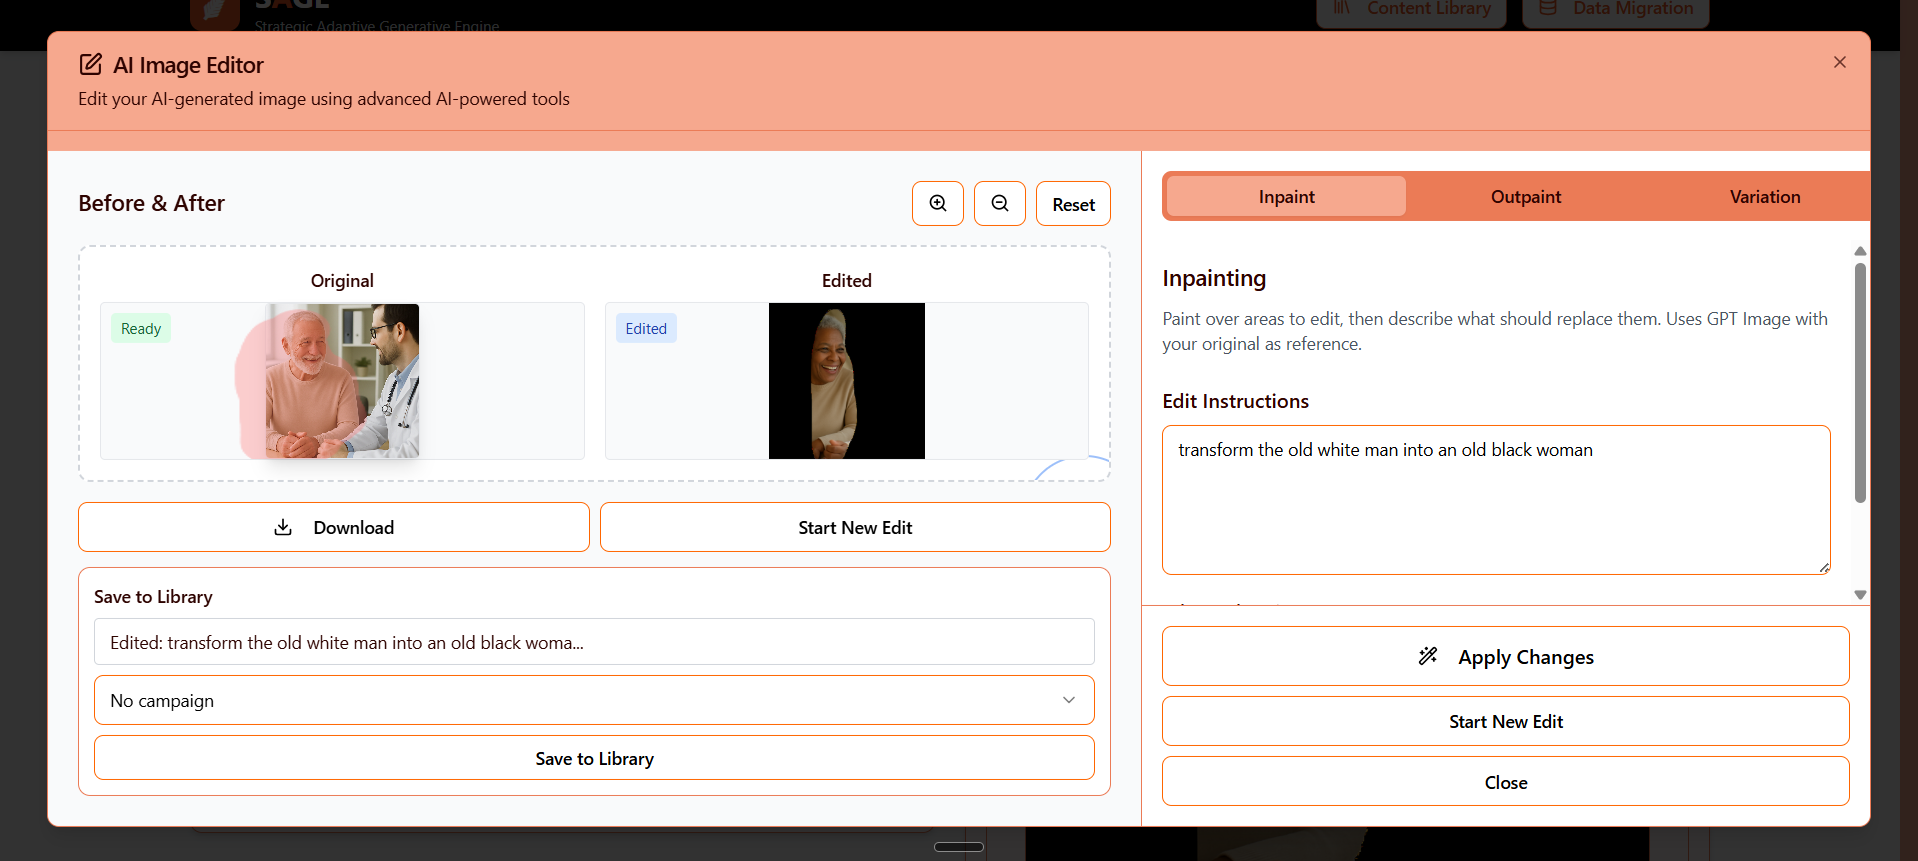 SAGE
Strategic Adaptive Generative Engine
Content Library
Data Migration
AI Image Editor
Edit your AI-generated image using advanced AI-powered tools
Before & After
Reset
Original
Edited
Ready
Edited
Download
Start New Edit
Save to Library
Edited: transform the old white man into an old black woma...
No campaign
Save to Library
Inpaint
Outpaint
Variation
Inpainting
Paint over areas to edit, then describe what should replace them. Uses GPT Image with
your original as reference.
Edit Instructions
transform the old white man into an old black woman
Apply Changes
Start New Edit
Close